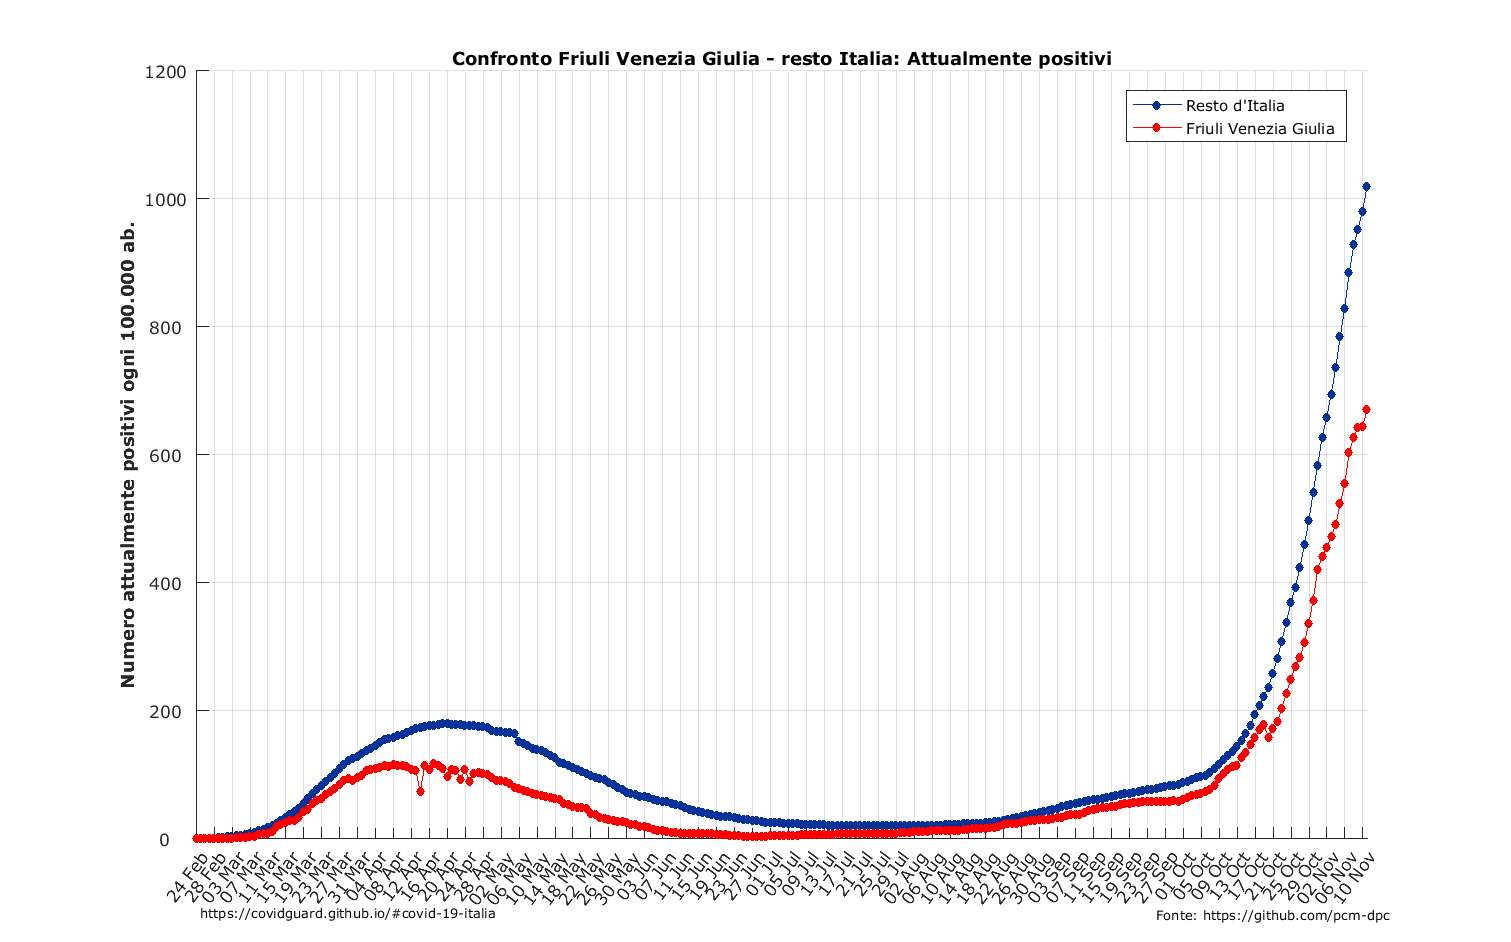 Confronto Friuli Venezia Giulia - resto Italia: Attualmente positivi
Resto d'Italia
Friuli Venezia Giulia
Numero attualmente positivi ogni 100.000 ab.
1200
1000
800
600
400
200
0
24 Feb
28 Feb
03 Mar
07 Mar
11 Mar
15 Mar
19 Mar
23 Mar
27 Mar
31 Mar
04 Apr
08 Apr
12 Apr
16 Apr
20 Apr
24 Apr
28 Apr
02 May
06 May
10 May
14 May
18 May
22 May
26 May
30 May
03 Jun
07 Jun
11 Jun
15 Jun
19 Jun
23 Jun
27 Jun
01 Jul
05 Jul
09 Jul
13 Jul
17 Jul
21 Jul
25 Jul
29 Jul
02 Aug
06 Aug
10 Aug
14 Aug
18 Aug
22 Aug
26 Aug
30 Aug
03 Sep
07 Sep
11 Sep
15 Sep
19 Sep
23 Sep
27 Sep
01 Oct
05 Oct
09 Oct
13 Oct
17 Oct
21 Oct
25 Oct
29 Oct
02 Nov
06 Nov
10 Nov
https://covidguard.github.io/#covid-19-italia
Fonte: https://github.com/pcm-dpc